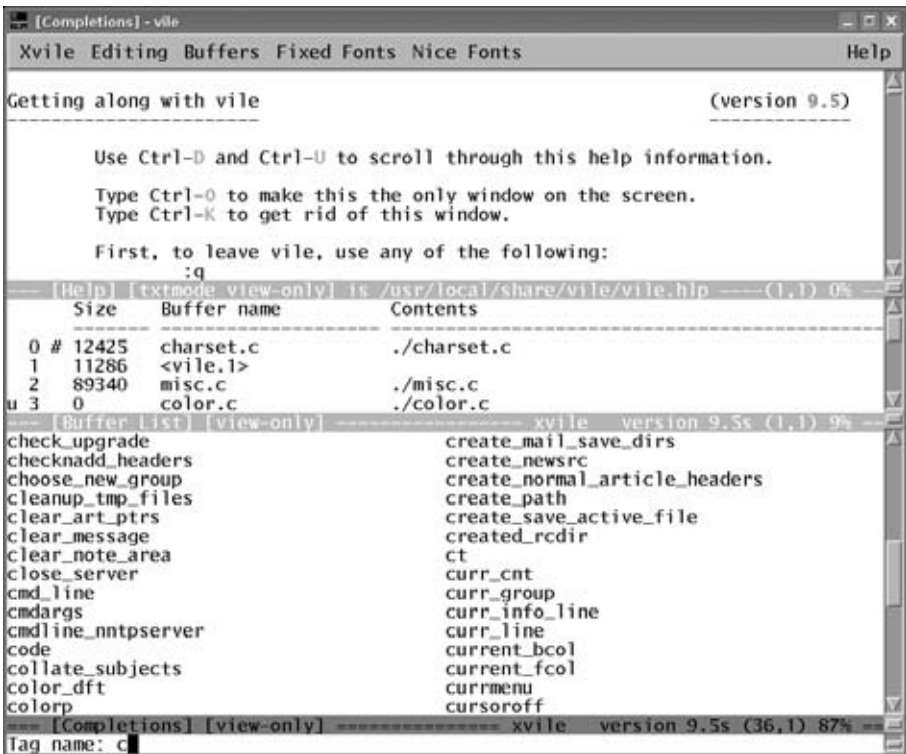 [Completions] - vile
Xvile Editing Buffers Fixed Fonts Nice Fonts Help
Getting along with vile (version 9.5)
----------------------- -------------
Use Ctrl-D and Ctrl-U to scroll through this help information.
Type Ctrl-O to make this the only window on the screen.
Type Ctrl-K to get rid of this window.
First, to leave vile, use any of the following:
:q
--- [Help] [txtmode view-only] is /usr/local/share/vile/vile.hlp ----(1,1) 0% --
Size Buffer name Contents
------- ------------------- ---------------------------------------------
0 # 12425 charset.c ./charset.c
1 11286 <vile.1>
2 89340 misc.c ./misc.c
u 3 0 color.c ./color.c
--- [Buffer List] [view-only] ----------------- xvile version 9.5s (1,1) 9% --
check_upgrade create_mail_save_dirs
checknadd_headers create_newsrc
choose_new_group create_normal_article_headers
cleanup_tmp_files create_path
clear_art_ptrs create_save_active_file
clear_message created_rcdir
clear_note_area ct
close_server curr_cnt
cmd_line curr_group
cmdargs curr_info_line
cmdline_nntpserver curr_line
code current_bcol
collate_subjects current_fcol
color_dft currmenu
colorp cursoroff
=== [Completions] [view-only] =============== xvile version 9.5s (36,1) 87% ==
Tag name: c